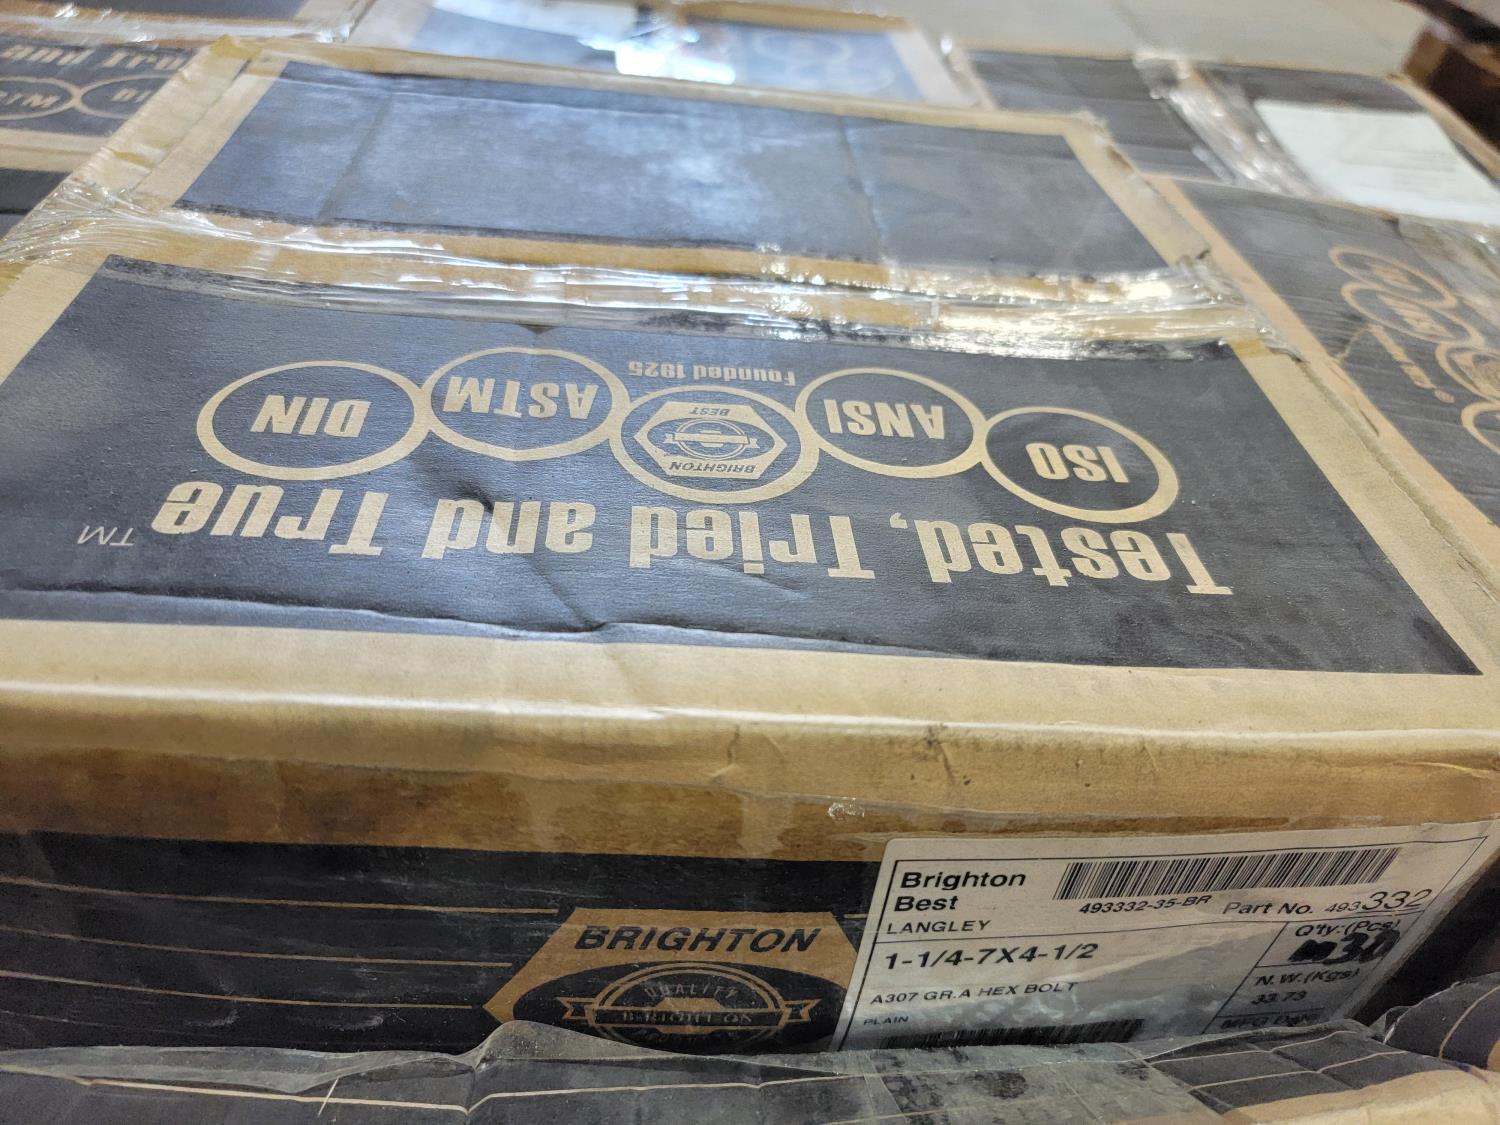 Tested, Tried and True ™
ISO
ANSI
BRIGHTON
BEST
ASTM
DIN
Founded 1925
BRIGHTON
QUALITY
Brighton
Best
LANGLEY
493332-35-BR
Part No. 493332
1-1/4-7X4-1/2
A307 GR.A HEX BOLT
PLAIN
Q'ty:(Pcs)
30
N.W.(Kgs)
33.73
and Tru